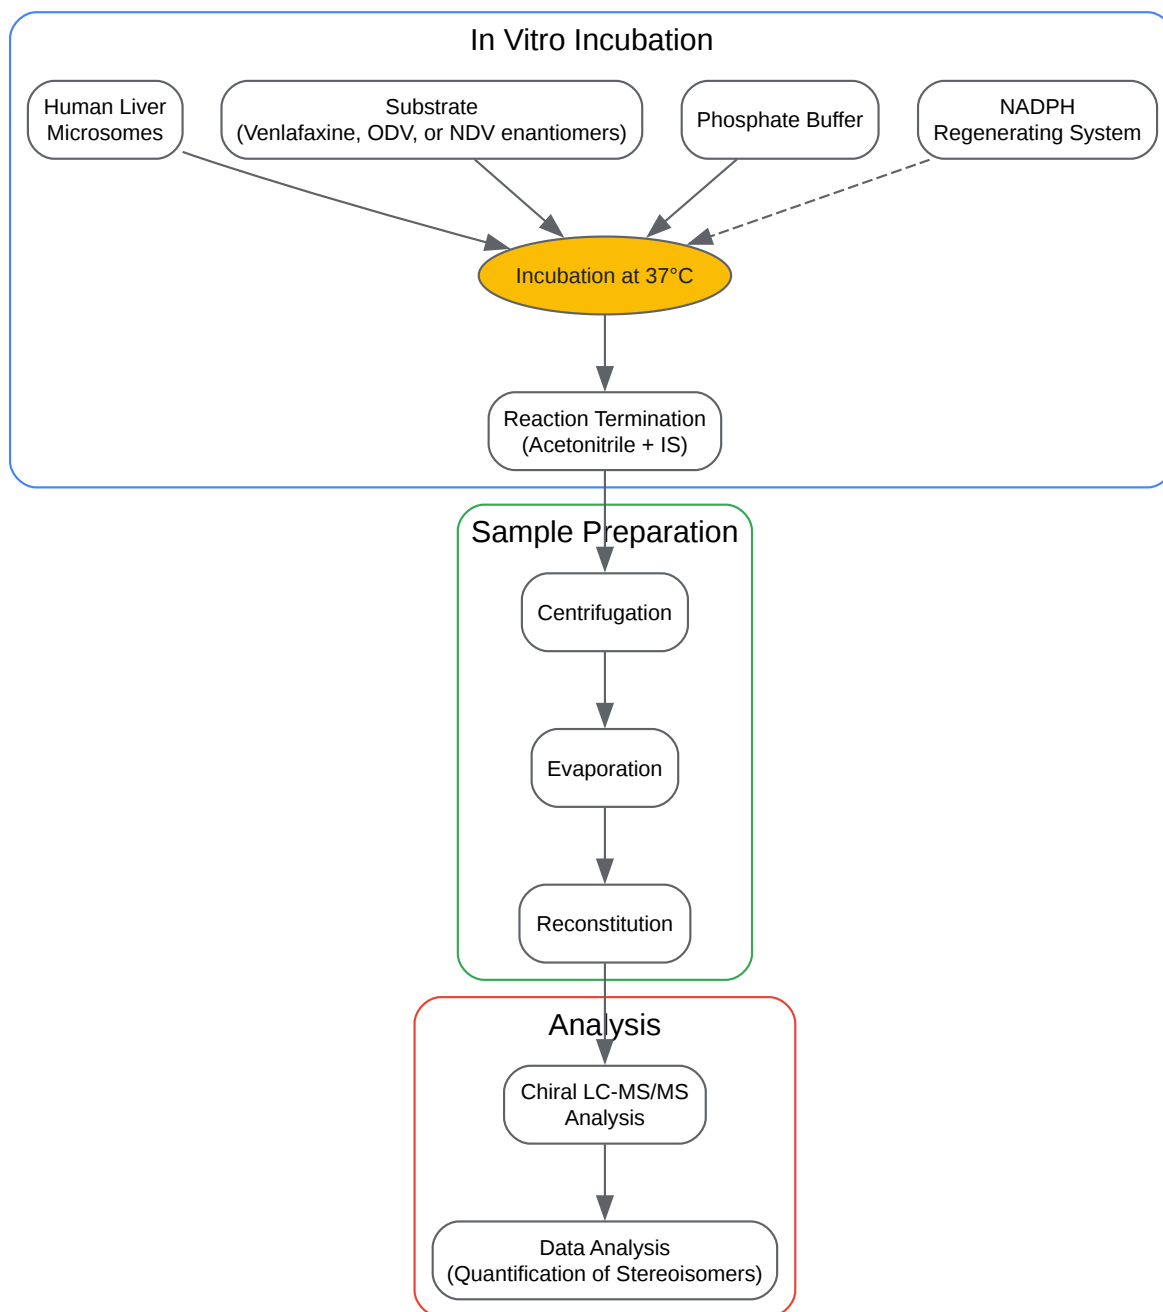 In Vitro Incubation
Human Liver
Microsomes
Substrate
(Venlafaxine, ODV, or NDV enantiomers)
Phosphate Buffer
NADPH
Regenerating System
Incubation at 37°C
Reaction Termination
(Acetonitrile + IS)
Sample Preparation
Centrifugation
Evaporation
Reconstitution
Analysis
Chiral LC-MS/MS
Analysis
Data Analysis
(Quantification of Stereoisomers)